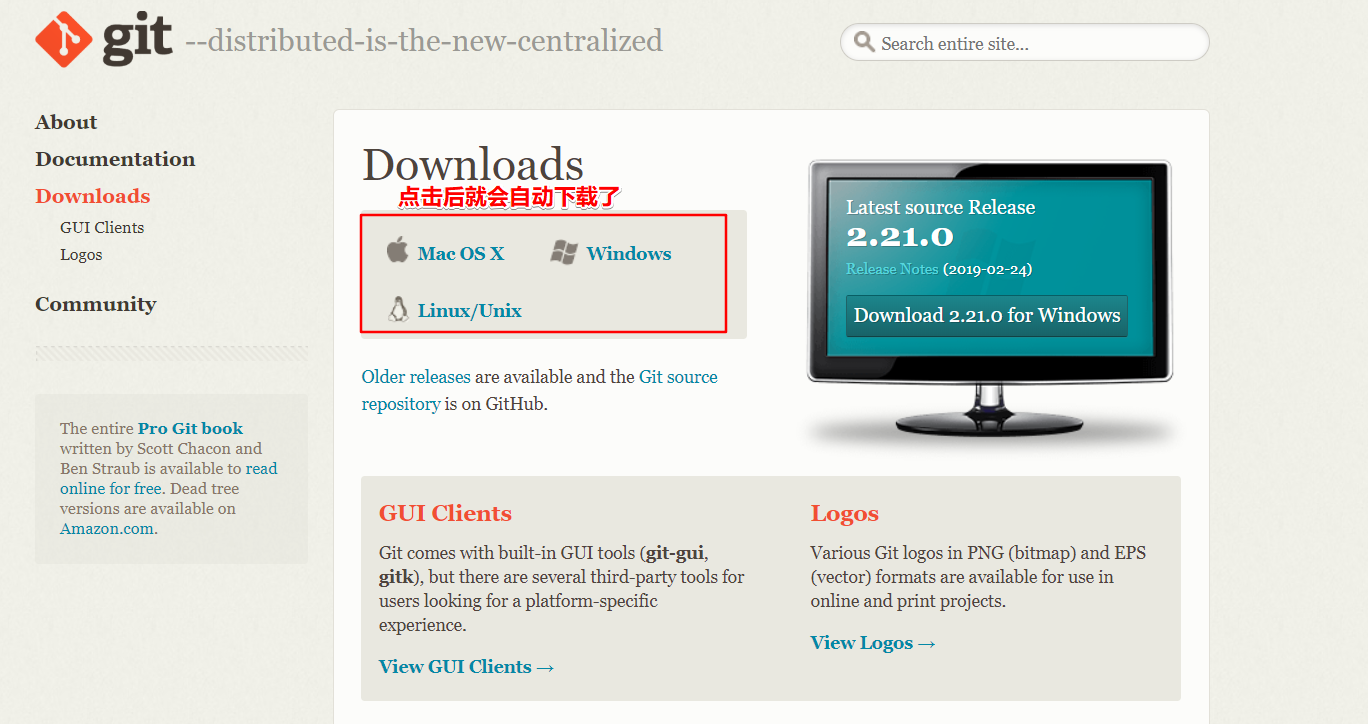 git --distributed-is-the-new-centralized
Search entire site...
About
Documentation
Downloads
GUI Clients
Logos
Community
The entire Pro Git book
written by Scott Chacon and
Ben Straub is available to read
online for free. Dead tree
versions are available on
Amazon.com.
Downloads
点击后就会自动下载了
Mac OS X
Windows
Linux/Unix
Older releases are available and the Git source
repository is on GitHub.
Latest source Release
2.21.0
Release Notes (2019-02-24)
Download 2.21.0 for Windows
GUI Clients
Git comes with built-in GUI tools (git-gui,
gitk), but there are several third-party tools for
users looking for a platform-specific
experience.
View GUI Clients →
Logos
Various Git logos in PNG (bitmap) and EPS
(vector) formats are available for use in
online and print projects.
View Logos →